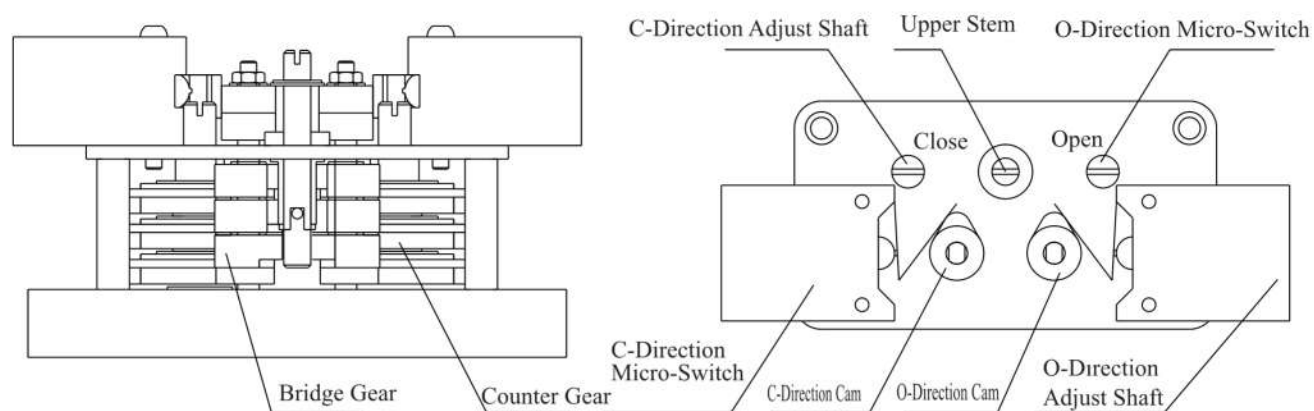 C-Direction Adjust Shaft
Upper Stem
O-Direction Micro-Switch
Close
Open
Bridge Gear
Counter Gear
C-Direction
Micro-Switch
C-Direction Cam
O-Direction Cam
O-Dırection
Adjust Shaft